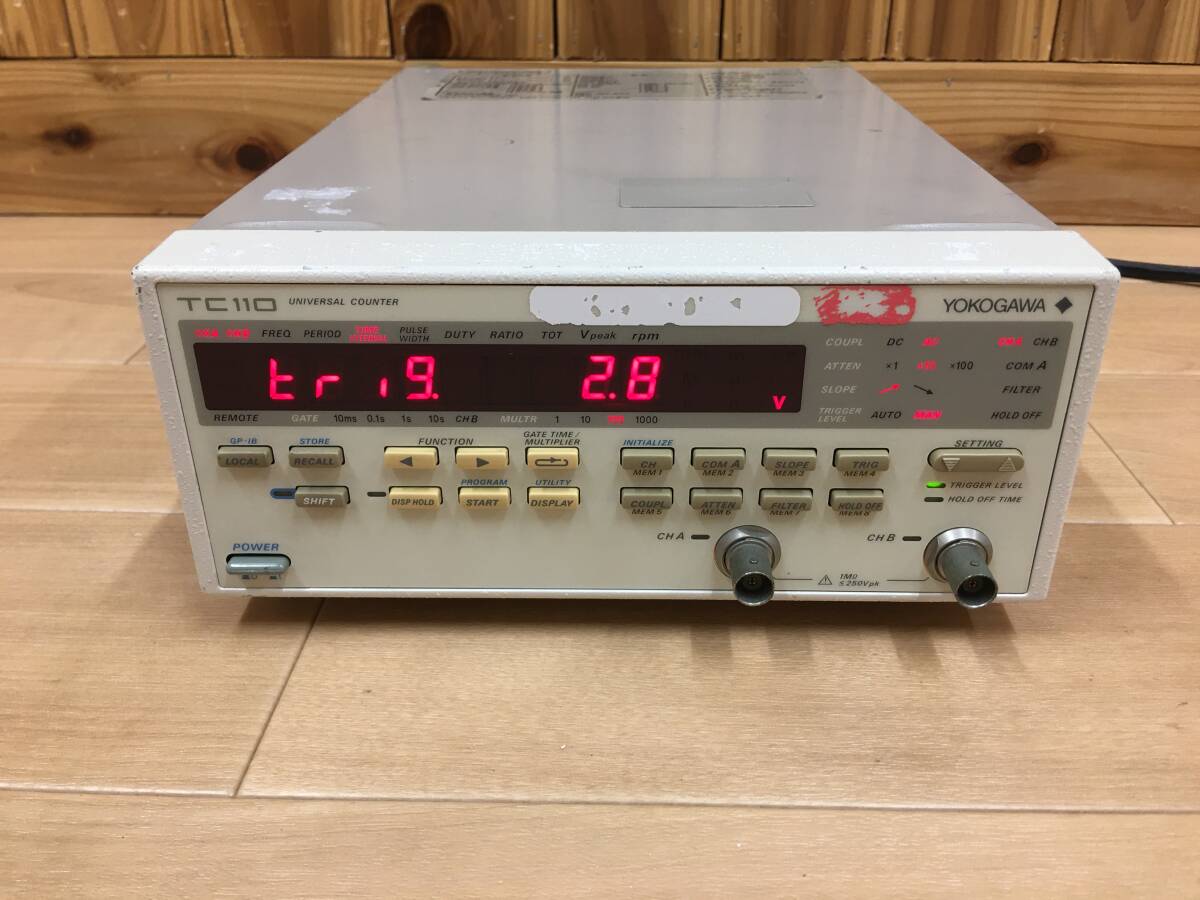 TC110 UNIVERSAL COUNTER YOKOGAWA
CHA CHB FREQ PERIOD TIME INTERVAL PULSE WIDTH DUTY RATIO TOT Vpeak rpm
trig. 2.8 V
REMOTE GATE 10ms 0.1s 1s 10s CHB MULTR 1 10 100 1000
COUPL DC AC CHA CHB
ATTEN ×1 ×10 ×100 COM A
SLOPE FILTER
TRIGGER LEVEL AUTO MAN HOLD OFF
GP-IB STORE FUNCTION GATE TIME/ MULTIPLIER INITIALIZE SETTING
LOCAL RECALL ◀ ▶ CH COM A SLOPE TRIG
MEM 1 MEM 2 MEM 3 MEM 4
PROGRAM UTILITY
SHIFT DISP HOLD START DISPLAY COUPL ATTEN FILTER HOLD OFF
MEM 5 MEM 6 MEM 7 MEM 8
TRIGGER LEVEL
HOLD OFF TIME
POWER CH A CH B
1MΩ
≤250Vpk